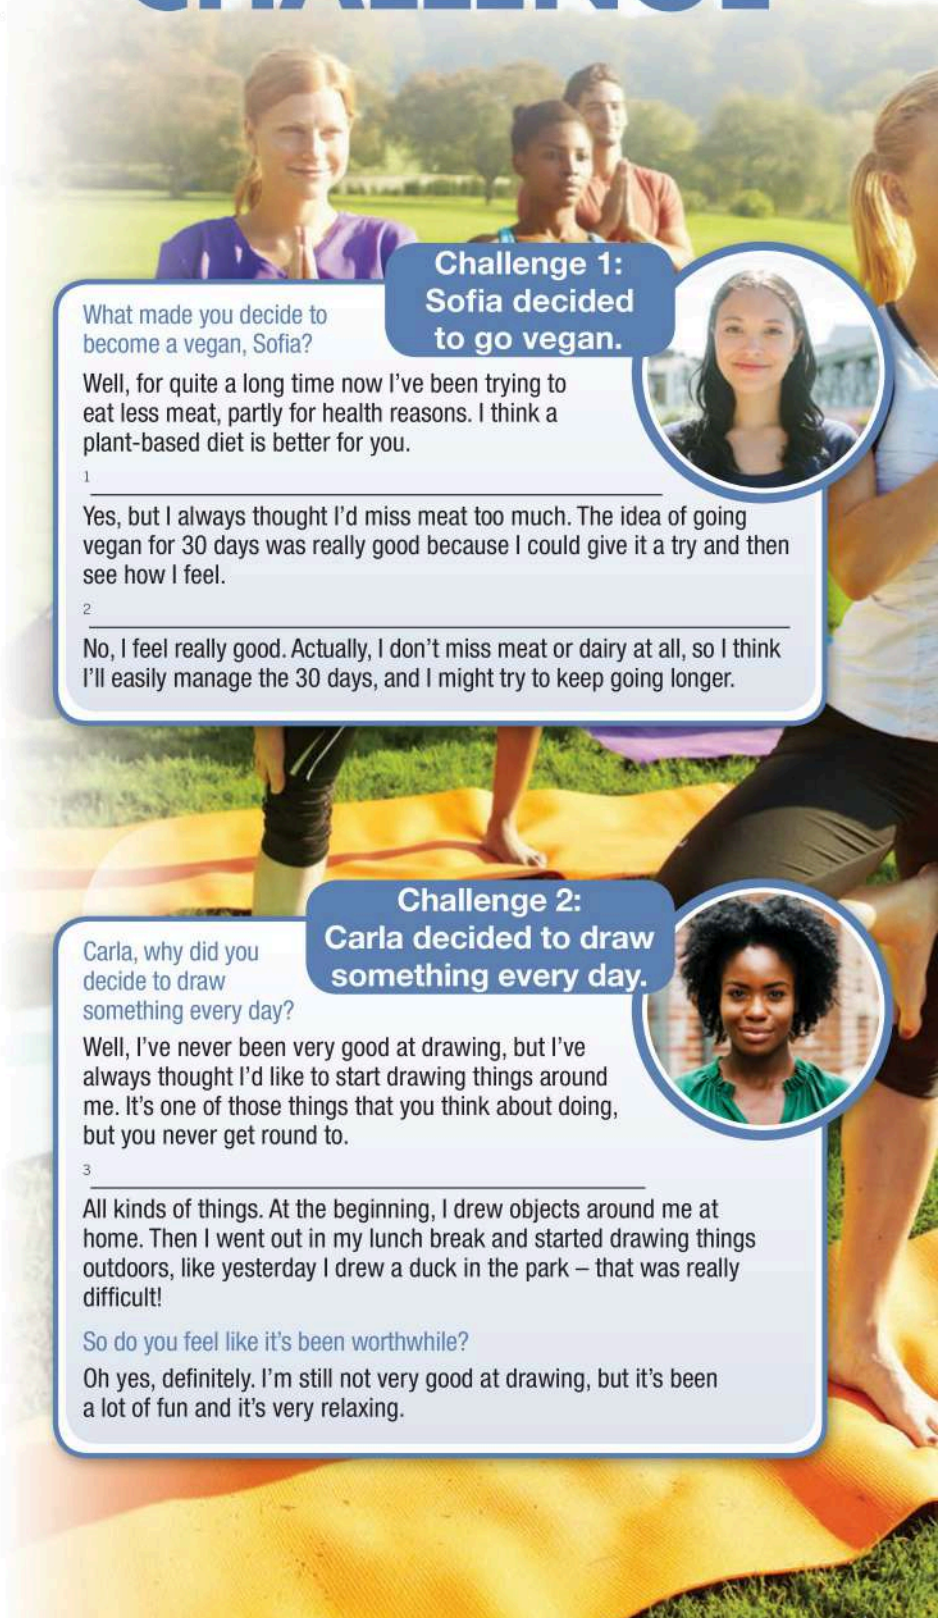 CHALLENGE
Challenge 1:
Sofia decided
to go vegan.
What made you decide to
become a vegan, Sofia?
Well, for quite a long time now I've been trying to
eat less meat, partly for health reasons. I think a
plant-based diet is better for you.
1
Yes, but I always thought I'd miss meat too much. The idea of going
vegan for 30 days was really good because I could give it a try and then
see how I feel.
2
No, I feel really good. Actually, I don't miss meat or dairy at all, so I think
I'll easily manage the 30 days, and I might try to keep going longer.
Challenge 2:
Carla decided to draw
something every day.
Carla, why did you
decide to draw
something every day?
Well, I've never been very good at drawing, but I've
always thought I'd like to start drawing things around
me. It's one of those things that you think about doing,
but you never get round to.
3
All kinds of things. At the beginning, I drew objects around me at
home. Then I went out in my lunch break and started drawing things
outdoors, like yesterday I drew a duck in the park – that was really
difficult!
So do you feel like it's been worthwhile?
Oh yes, definitely. I'm still not very good at drawing, but it's been
a lot of fun and it's very relaxing.